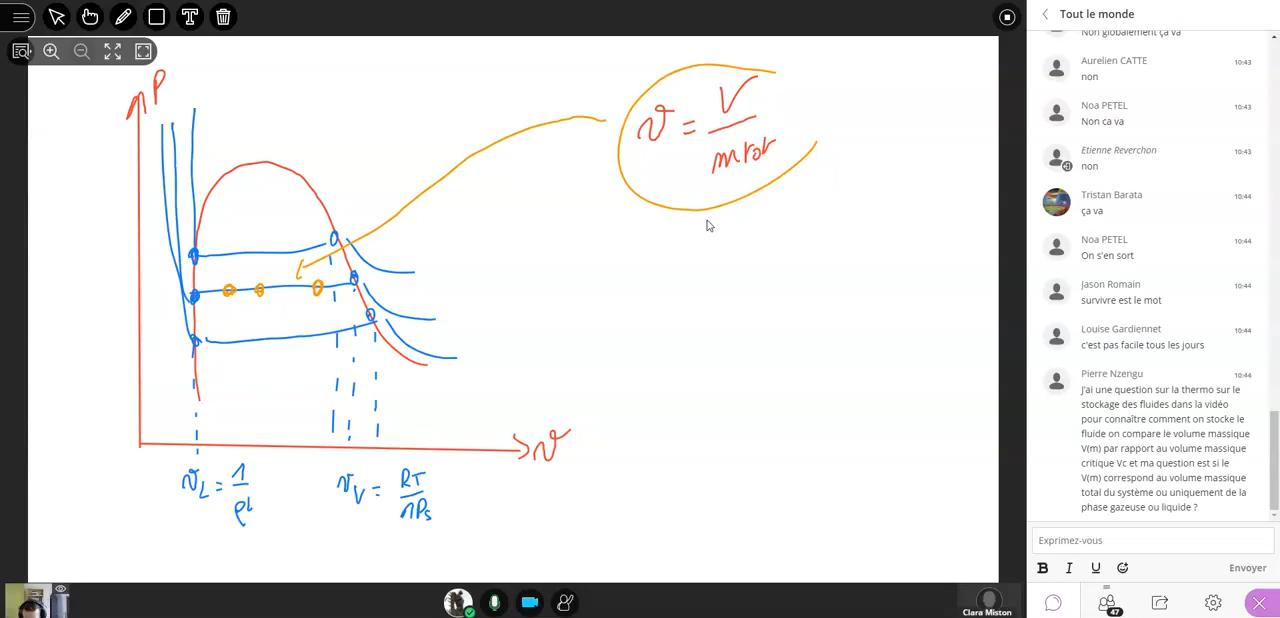 P
v = V
m tot
v
vL = 1
ρL
vV = RT
MPs
Clara Miston
Tout le monde
Non globalement ça va
Aurelien CATTE
10:43
non
Noa PETEL
10:43
Non ca va
Etienne Reverchon
10:43
non
Tristan Barata
10:44
ça va
Noa PETEL
10:44
On s'en sort
Jason Romain
10:44
survivre est le mot
Louise Gardiennet
10:44
c'est pas facile tous les jours
Pierre Nzengu
10:44
J'ai une question sur la thermo sur le
stockage des fluides dans la vidéo
pour connaître comment on stocke le
fluide on compare le volume massique
V(m) par rapport au volume massique
critique Vc et ma question est si le
V(m) correspond au volume massique
total du système ou uniquement de la
phase gazeuse ou liquide ?
Exprimez-vous
B I U
Envoyer
47